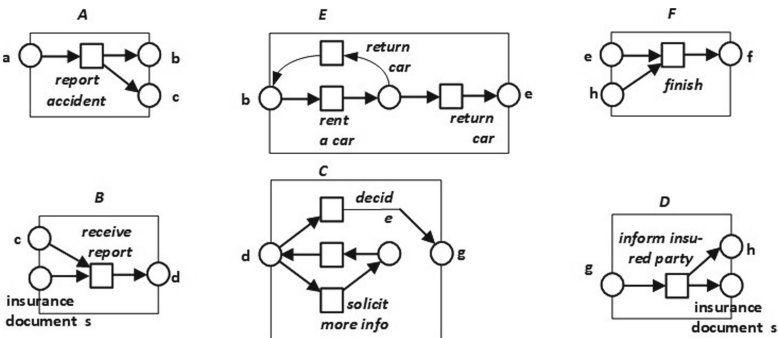 A
a
b
report
accident
c
E
return
car
b
rent
a car
return
car
e
F
e
h
finish
f
B
c
receive
report
insurance
document s
d
C
decid
e
d
g
solicit
more info
D
inform insu-
red party
g
h
insurance
document s